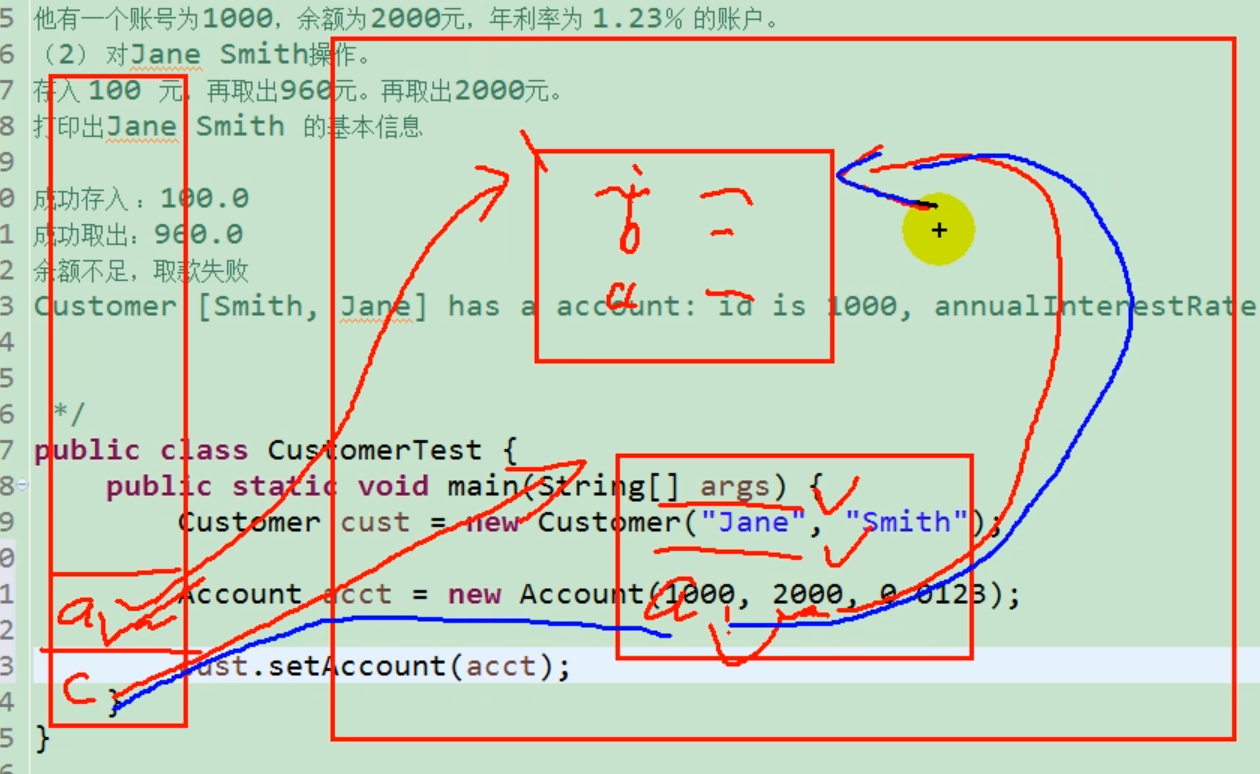 5 他有一个账号为1000, 余额为2000元, 年利率为 1.23% 的账户。
6 (2) 对Jane Smith操作。
7 存入 100 元, 再取出960元。再取出2000元。
8 打印出Jane Smith 的基本信息
9
0 成功存入 : 100.0
1 成功取出: 960.0
2 余额不足, 取款失败
3 Customer [Smith, Jane] has a account: id is 1000, annualInterestRate
4
5
6 */
7 public class CustomerTest {
8 public static void main(String[] args) {
9 Customer cust = new Customer("Jane", "Smith");
0
1 Account acct = new Account(1000, 2000, 0.0123);
2
3 cust.setAccount(acct);
4 }
5 }
a
c
a
a